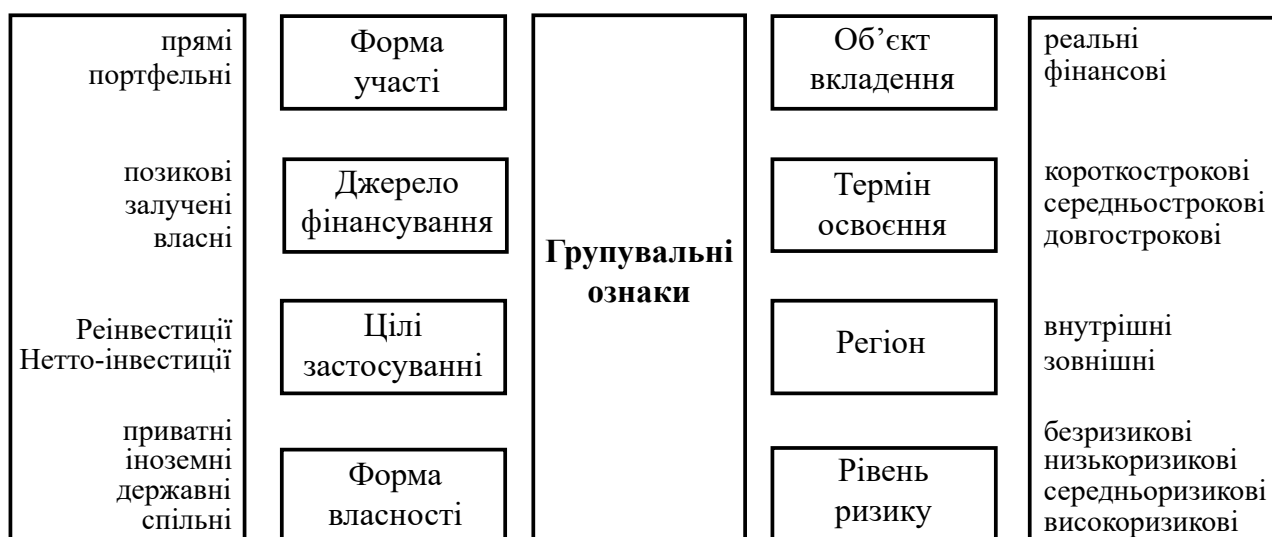 прямі
портфельні
Форма
участі
позикові
залучені
власні
Джерело
фінансування
Реінвестиції
Нетто-інвестиції
Цілі
застосуванні
приватні
іноземні
державні
спільні
Форма
власності
Групувальні
ознаки
Об’єкт
вкладення
реальні
фінансові
Термін
освоєння
короткострокові
середньострокові
довгострокові
Регіон
внутрішні
зовнішні
Рівень
ризику
безризикові
низькоризикові
середньоризикові
високоризикові